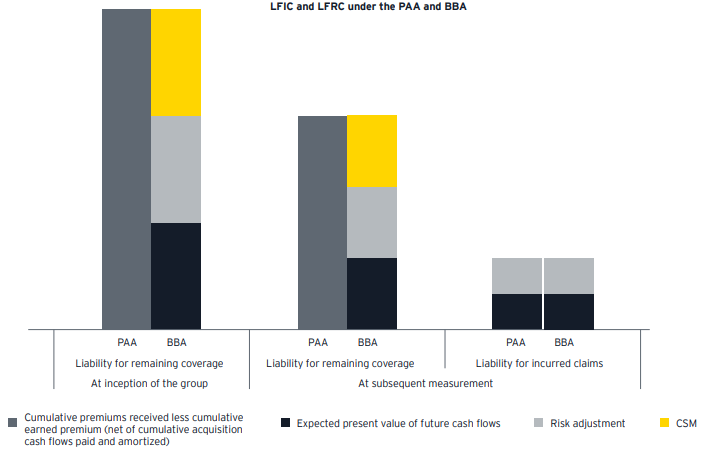 LFIC and LFRC under the PAA and BBA
PAA BBA PAA BBA PAA BBA
Liability for remaining coverage Liability for remaining coverage Liability for incurred claims
At inception of the group At subsequent measurement
Cumulative premiums received less cumulative
earned premium (net of cumulative acquisition
cash flows paid and amortized)
Expected present value of future cash flows
Risk adjustment
CSM